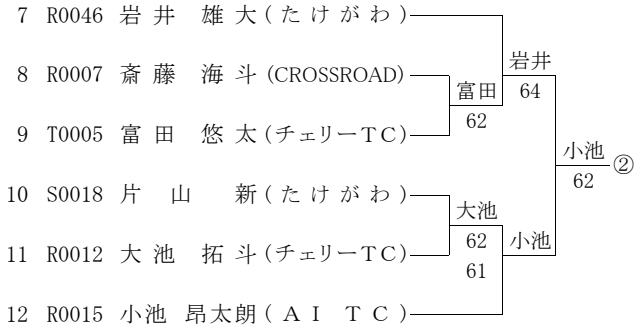 7 R0046 岩井 雄大(たけがわ)
岩井
8 R0007 斎藤 海斗(CROSSROAD)
富田
64
62
9 T0005 富田 悠太(チェリーTC)
小池
②
62
10 S0018 片山 新(たけがわ)
大池
62
小池
11 R0012 大池 拓斗(チェリーTC)
61
12 R0015 小池 昂太朗(AI TC)